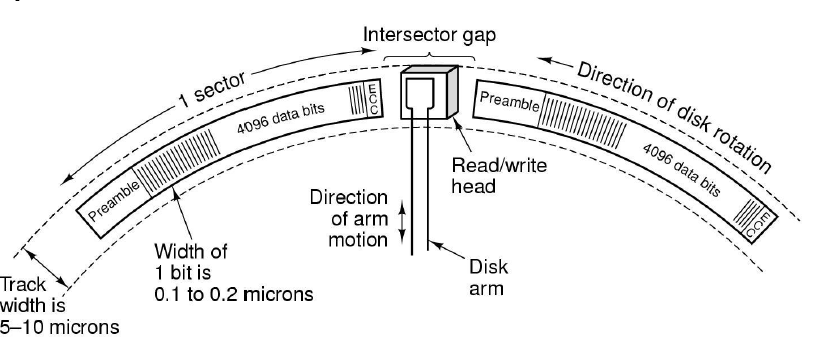 Intersector gap
1 sector
Direction of disk rotation
Preamble
4096 data bits
ECC
Preamble
4096 data bits
ECC
Read/write
head
Direction
of arm
motion
Width of
1 bit is
0.1 to 0.2 microns
Disk
arm
Track
width is
5–10 microns